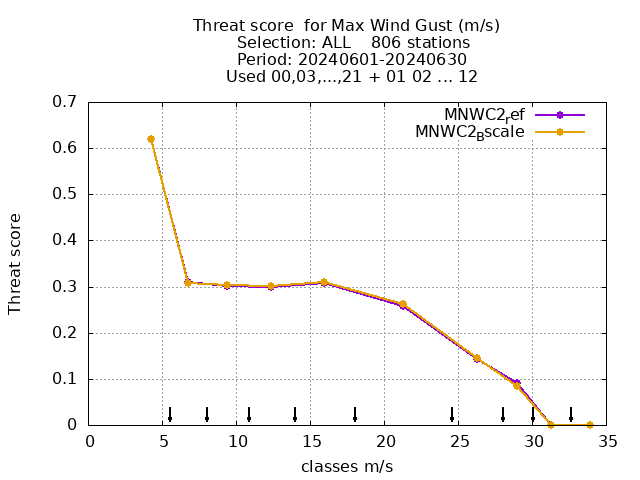 Threat score  for Max Wind Gust (m/s)
Selection: ALL    806 stations
Period: 20240601-20240630
Used 00,03,...,21 + 01 02 ... 12
MNWC2ref
MNWC2Bscale
0.7
0.6
0.5
0.4
0.3
0.2
0.1
0
Threat score
0 5 10 15 20 25 30 35
classes m/s